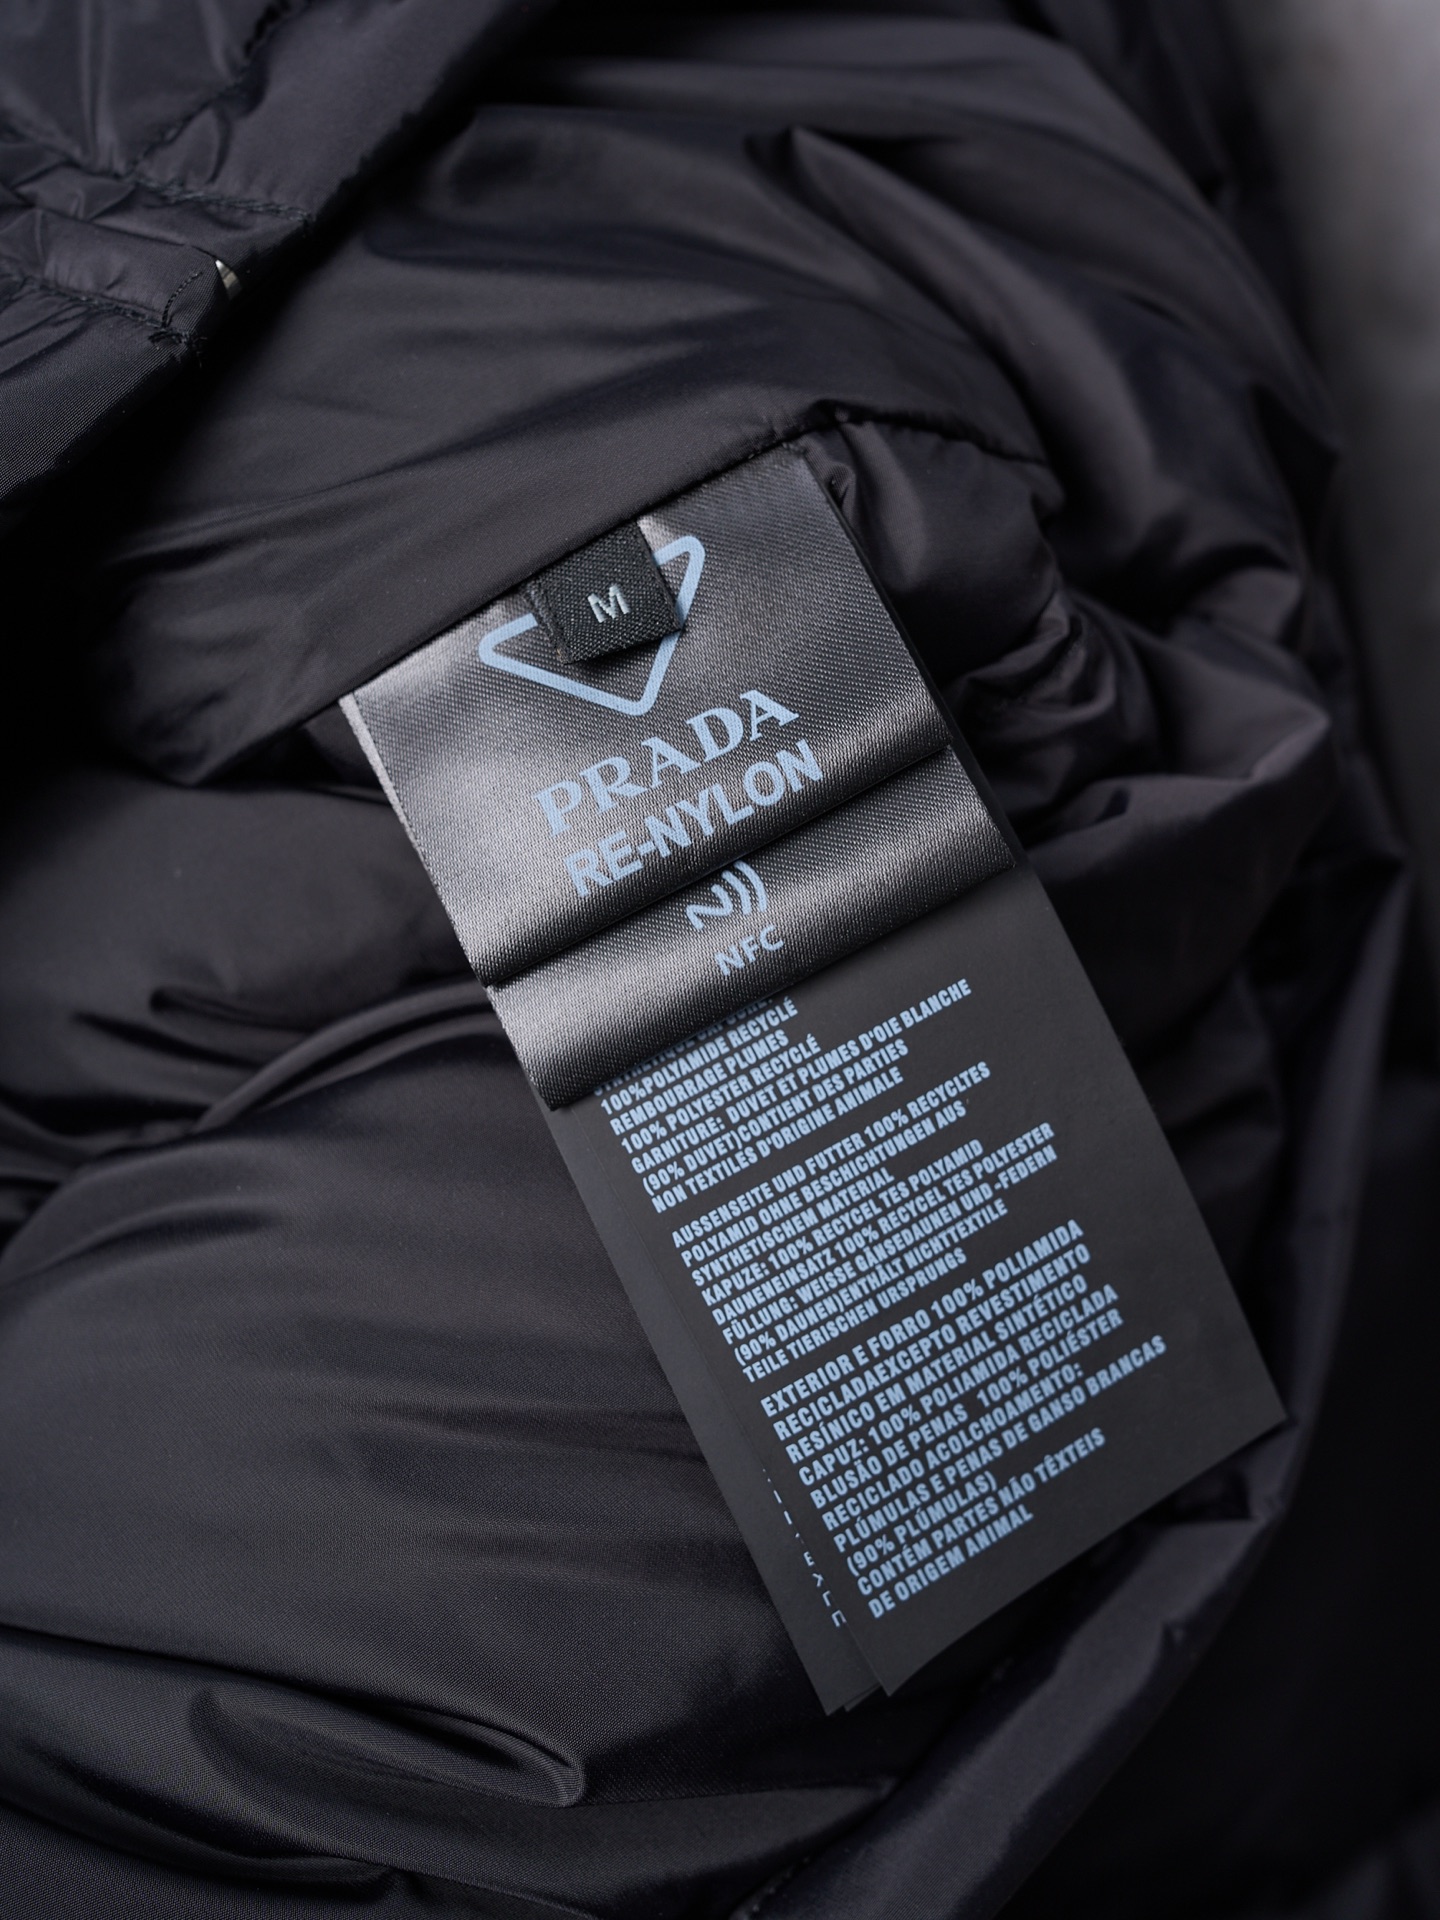 M
PRADA
RE-NYLON
NFC
100%POLYAMIDE RECYCLÉ
REMBOURRAGE PLUMES
100% POLYESTER RECYCLÉ
GARNITURE: DUVET ET PLUMES D'OIE BLANCHE
(90% DUVET)CONTIENT DES PARTIES
NON TEXTILES D'ORIGINE ANIMALE
AUSSENSEITE UND FUTTER 100% RECYCLTES
POLYAMID OHNE BESCHICHTUNGEN AUS
SYNTHETISCHEM MATERIAL
KAPUZE: 100% RECYCEL TES POLYAMID
DAUNENEINSATZ 100% RECYCEL TES POLYESTER
FÜLLUNG: WEISSE GÄNSEDAUNEN UND -FEDERN
(90% DAUNEN)ENTHÄLT NICHTTEXTILE
TEILE TIERISCHEN URSPRUNGS
EXTERIOR E FORRO 100% POLIAMIDA
RECICLADAEXCEPTO REVESTIMENTO
RESÍNICO EM MATERIAL SINTÉTICO
CAPUZ: 100% POLIAMIDA RECICLADA
BLUSÃO DE PENAS 100% POLIÉSTER
RECICLADO ACOLCHOAMENTO:
PLÚMULAS E PENAS DE GANSO BRANCAS
(90% PLÚMULAS)
CONTÉM PARTES NÃO TÊXTEIS
DE ORIGEM ANIMAL